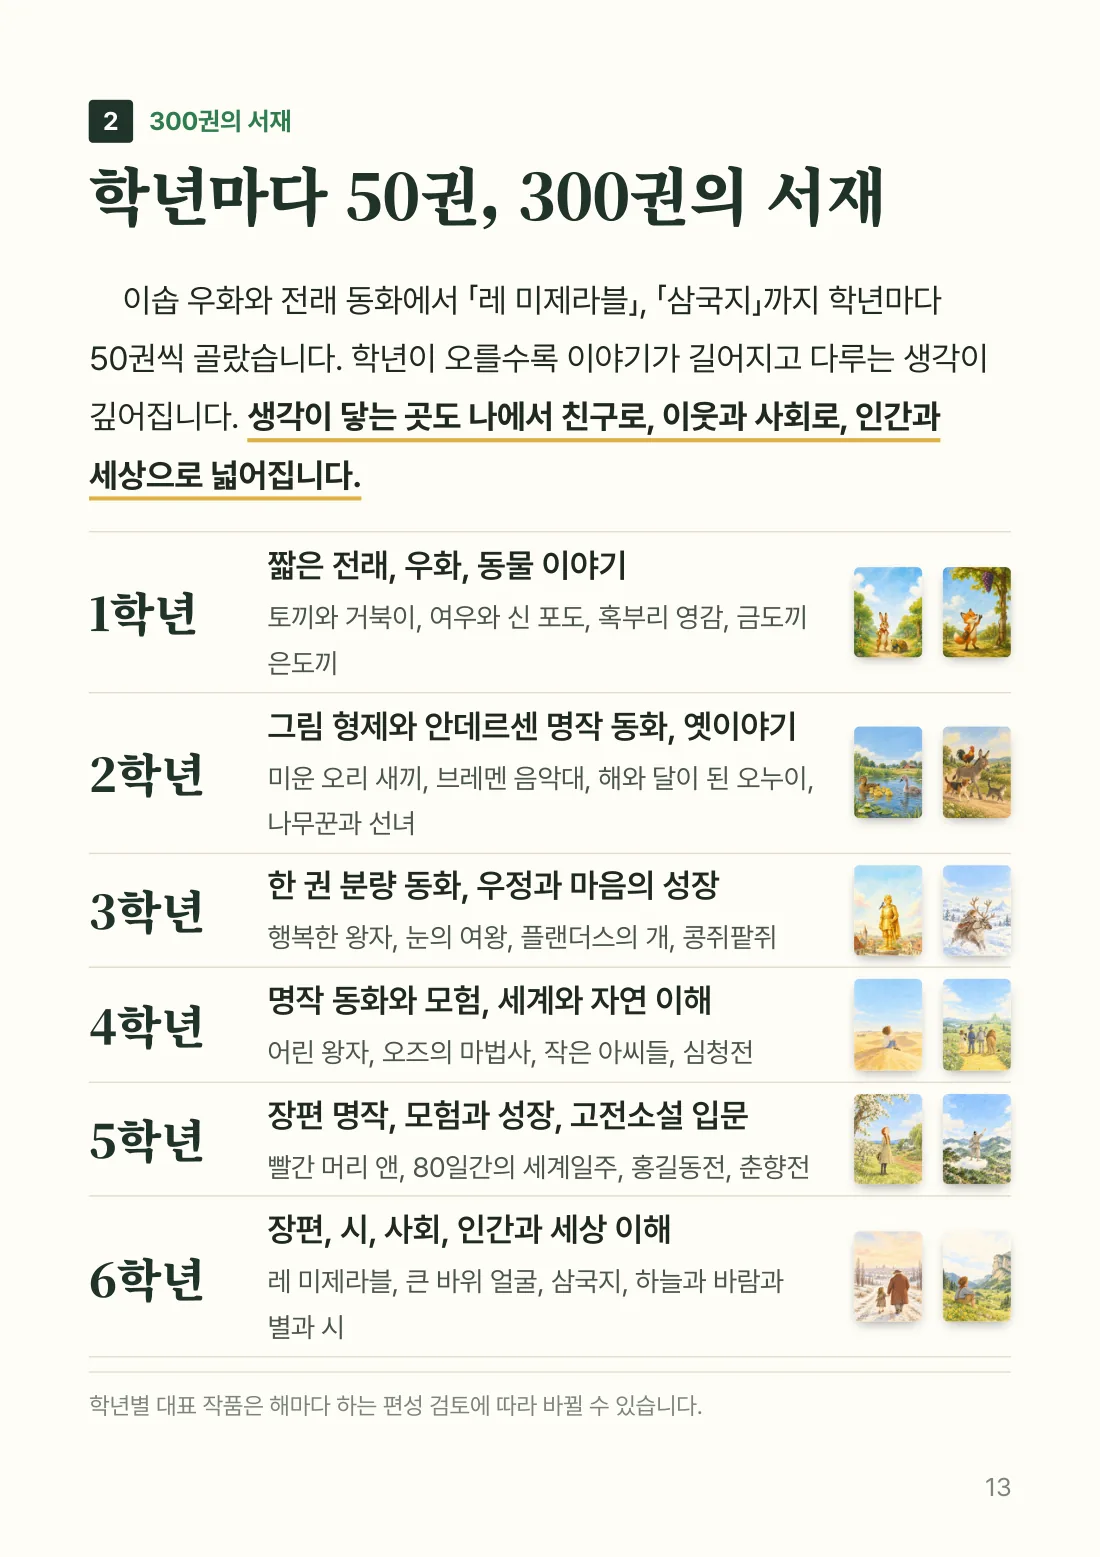 2 300권의 서재
학년마다 50권, 300권의 서재
이솝 우화와 전래 동화에서 「레 미제라블」, 「삼국지」까지 학년마다
50권씩 골랐습니다. 학년이 오를수록 이야기가 길어지고 다루는 생각이
깊어집니다. 생각이 닿는 곳도 나에서 친구로, 이웃과 사회로, 인간과
세상으로 넓어집니다.
1학년
짧은 전래, 우화, 동물 이야기
토끼와 거북이, 여우와 신 포도, 혹부리 영감, 금도끼
은도끼
2학년
그림 형제와 안데르센 명작 동화, 옛이야기
미운 오리 새끼, 브레멘 음악대, 해와 달이 된 오누이,
나무꾼과 선녀
3학년
한 권 분량 동화, 우정과 마음의 성장
행복한 왕자, 눈의 여왕, 플랜더스의 개, 콩쥐팥쥐
4학년
명작 동화와 모험, 세계와 자연 이해
어린 왕자, 오즈의 마법사, 작은 아씨들, 심청전
5학년
장편 명작, 모험과 성장, 고전소설 입문
빨간 머리 앤, 80일간의 세계일주, 홍길동전, 춘향전
6학년
장편, 시, 사회, 인간과 세상 이해
레 미제라블, 큰 바위 얼굴, 삼국지, 하늘과 바람과
별과 시
학년별 대표 작품은 해마다 하는 편성 검토에 따라 바뀔 수 있습니다.
13